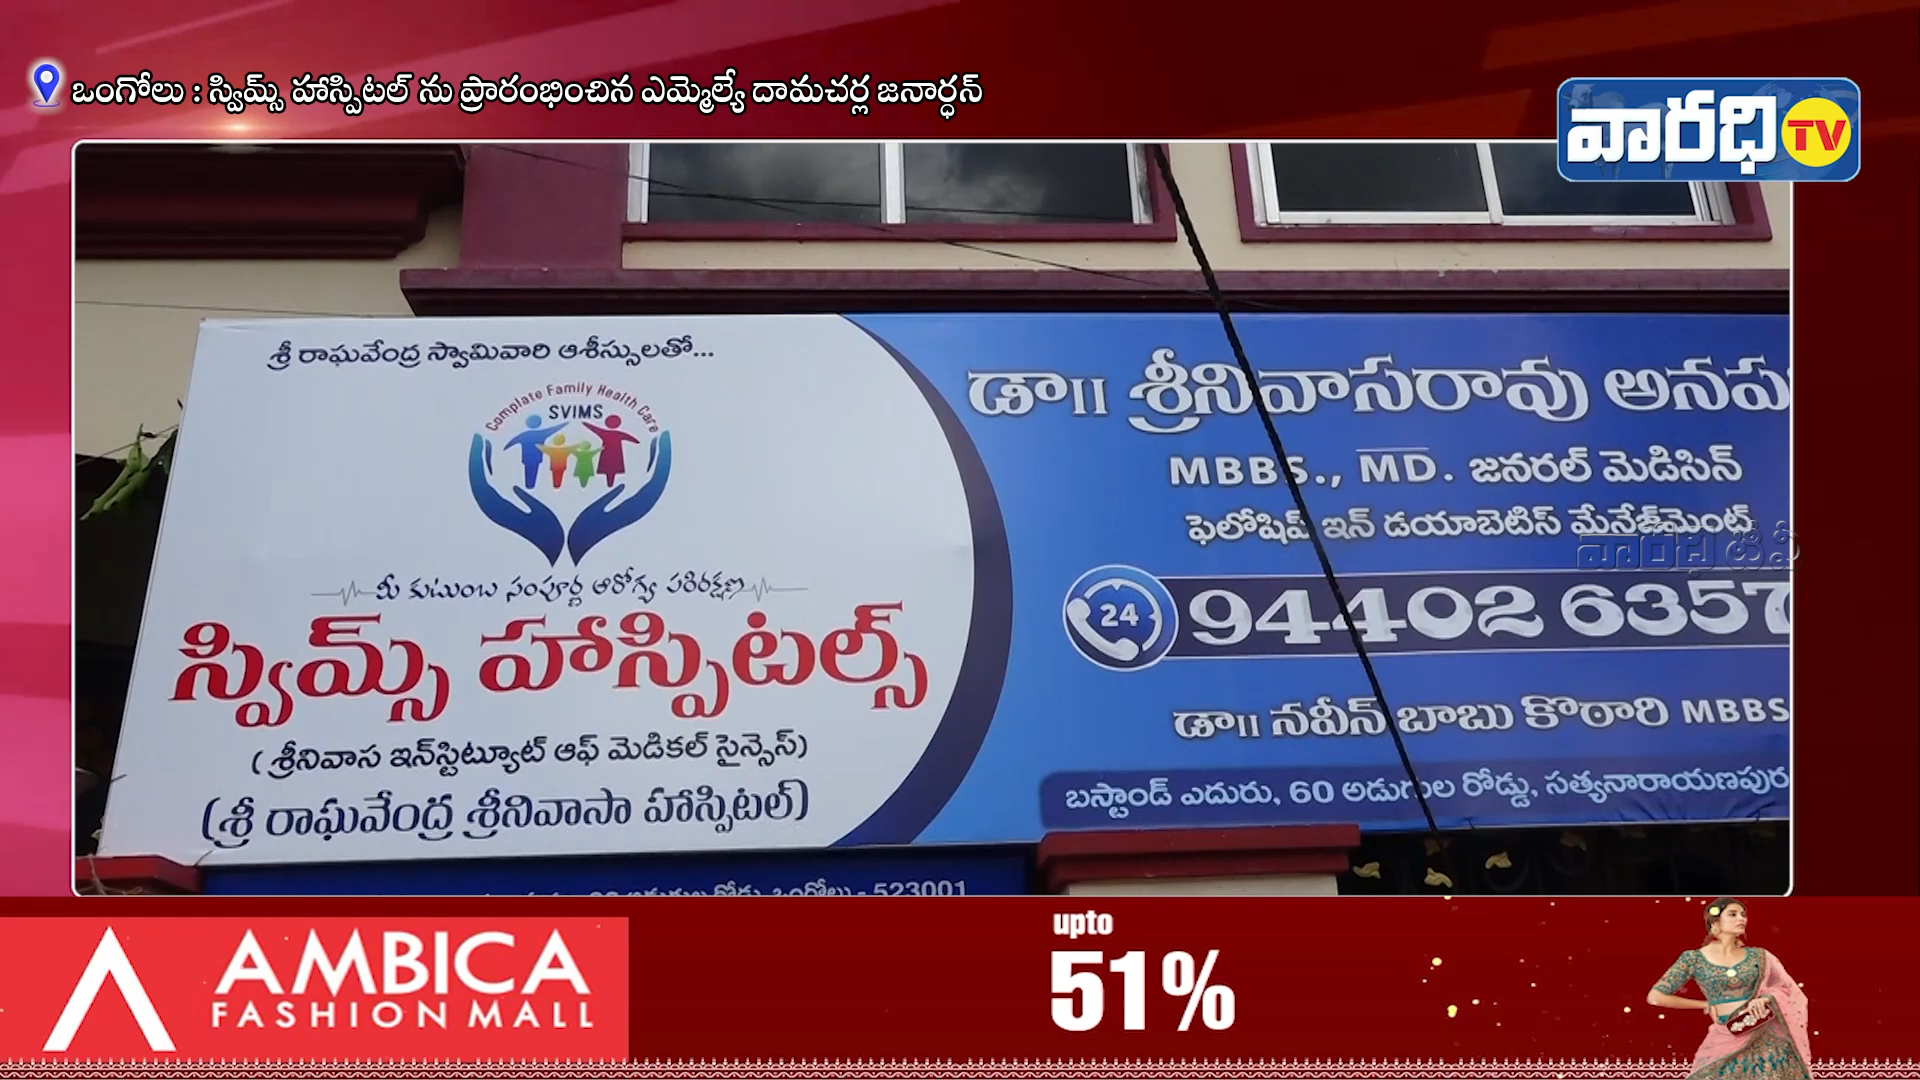 ఒంగోలు : స్విమ్స్ హాస్పిటల్ ను ప్రారంభించిన ఎమ్మెల్యే దామచర్ల జనార్ధన్
వారధి TV
శ్రీ రాఘవేంద్ర స్వామివారి ఆశీస్సులతో...
Complate Family Health Care
SVIMS
మీ కుటుంబ సంపూర్ణ ఆరోగ్య పరిరక్షణ
స్విమ్స్ హాస్పిటల్స్
( శ్రీనివాస ఇన్‌స్టిట్యూట్ ఆఫ్ మెడికల్ సైన్సెస్)
(శ్రీ రాఘవేంద్ర శ్రీనివాసా హాస్పిటల్)
డా॥ శ్రీనివాసరావు
MBBS., MD. జనరల్ మెడిసిన్
ఫెలోషిప్ ఇన్ డయాబెటిస్ మేనేజ్‌మెంట్
వారధి టీవీ
24
94402 6357
డా॥ నవీన్ బాబు కొఠారి MBBS
బస్టాండ్ ఎదురు, 60 అడుగుల రోడ్డు, సత్యనారాయణపుర
ఒంగోలు - 523001
AMBICA
FASHION MALL
upto
51%